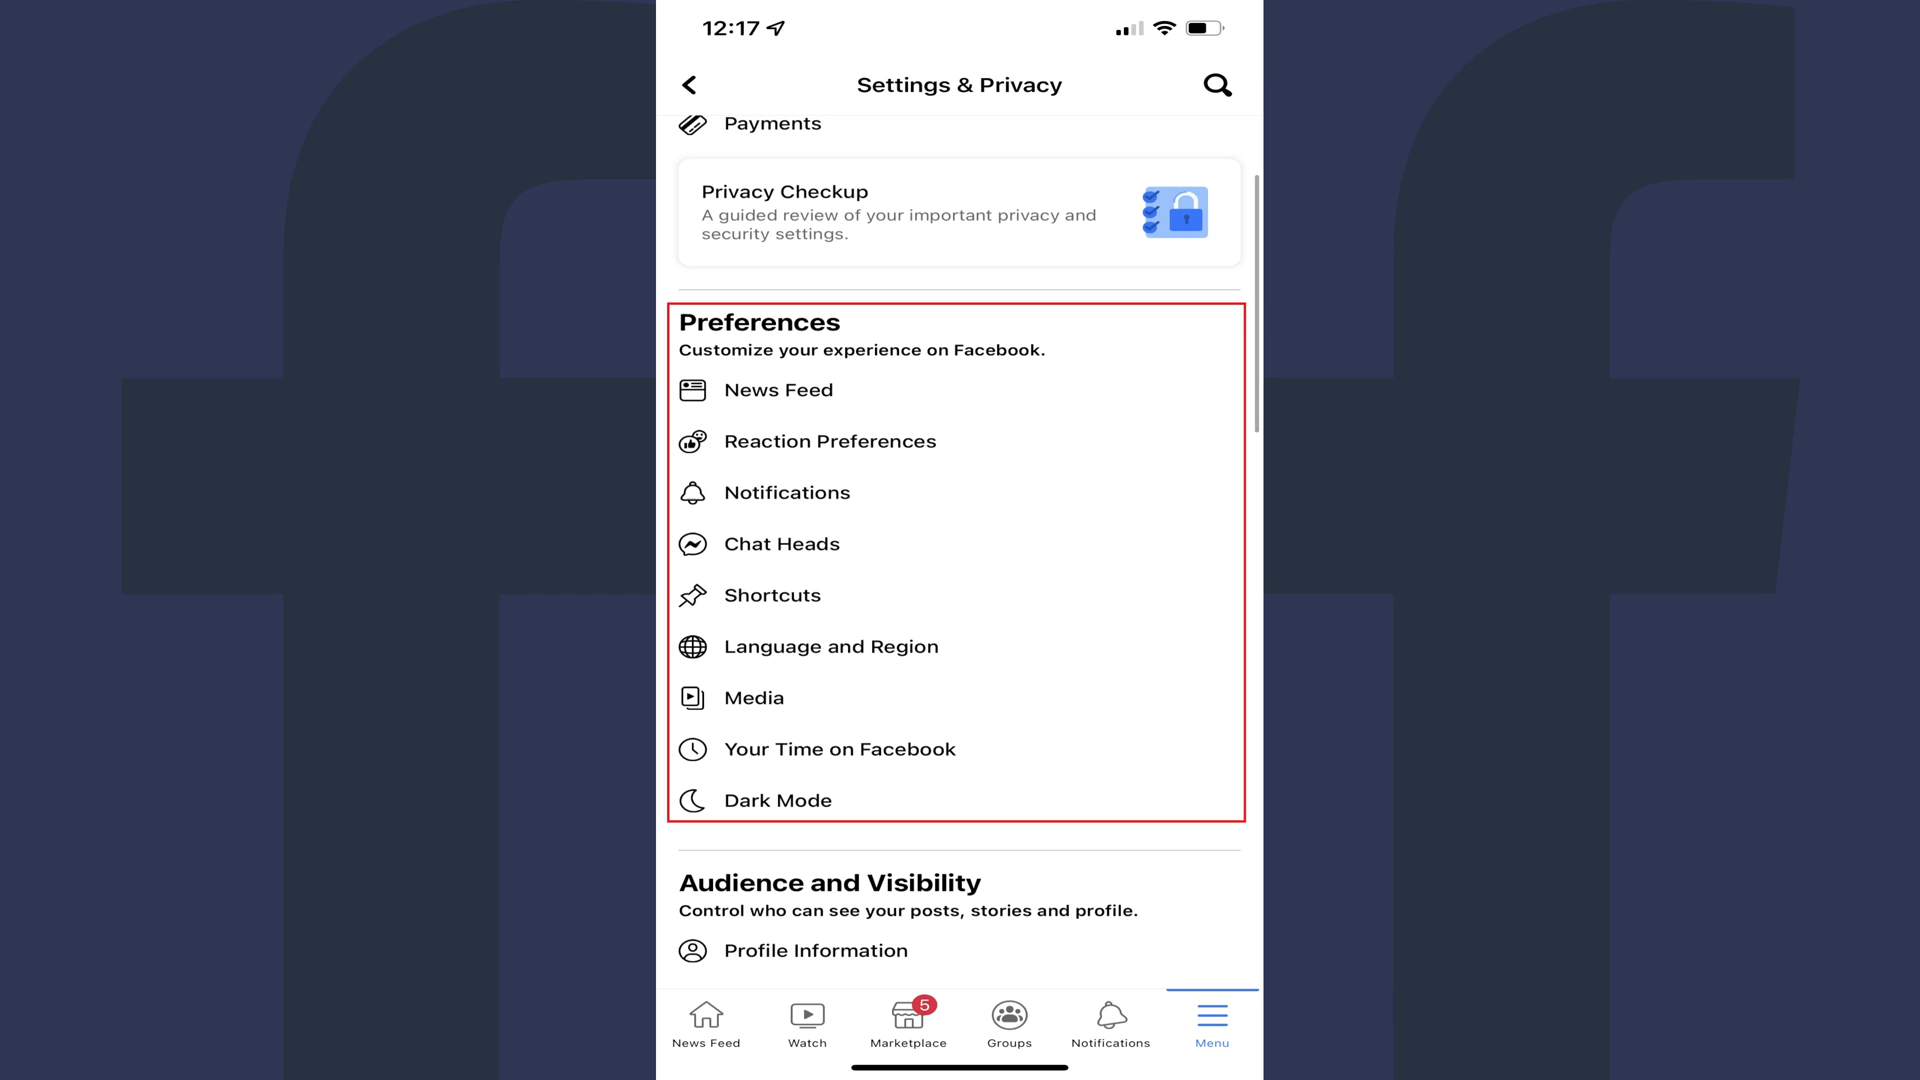 12:17
Settings & Privacy
Payments
Privacy Checkup
A guided review of your important privacy and
security settings.
Preferences
Customize your experience on Facebook.
News Feed
Reaction Preferences
Notifications
Chat Heads
Shortcuts
Language and Region
Media
Your Time on Facebook
Dark Mode
Audience and Visibility
Control who can see your posts, stories and profile.
Profile Information
5
News Feed Watch Marketplace Groups Notifications Menu